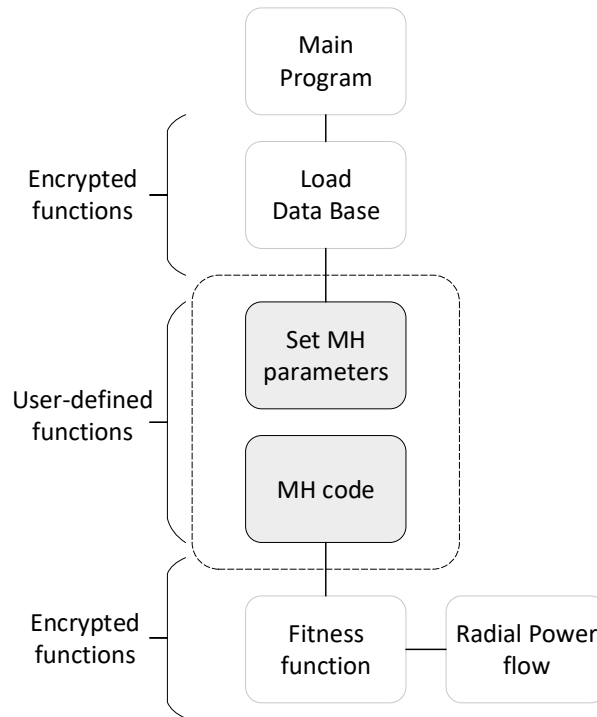 Main
Program
Encrypted
functions
Load
Data Base
User-defined
functions
Set MH
parameters
MH code
Encrypted
functions
Fitness
function
Radial Power
flow